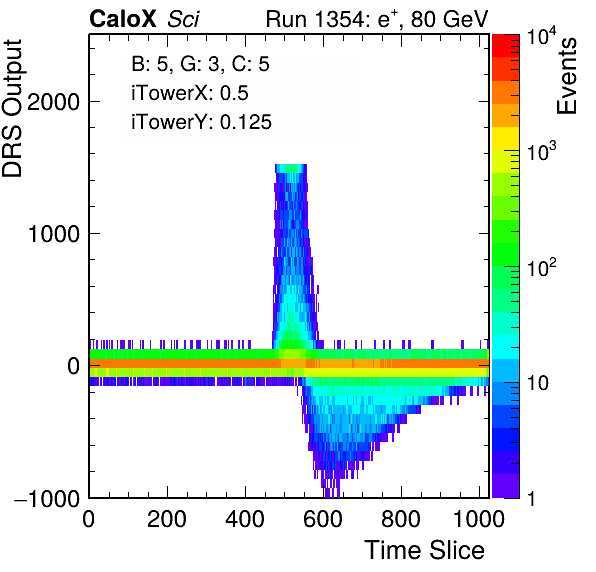 CaloX Sci Run 1354: e⁺, 80 GeV
B: 5, G: 3, C: 5
iTowerX: 0.5
iTowerY: 0.125
DRS Output
2000
1000
0
−1000
0 200 400 600 800 1000
Time Slice
Events
10⁴
10³
10²
10
1